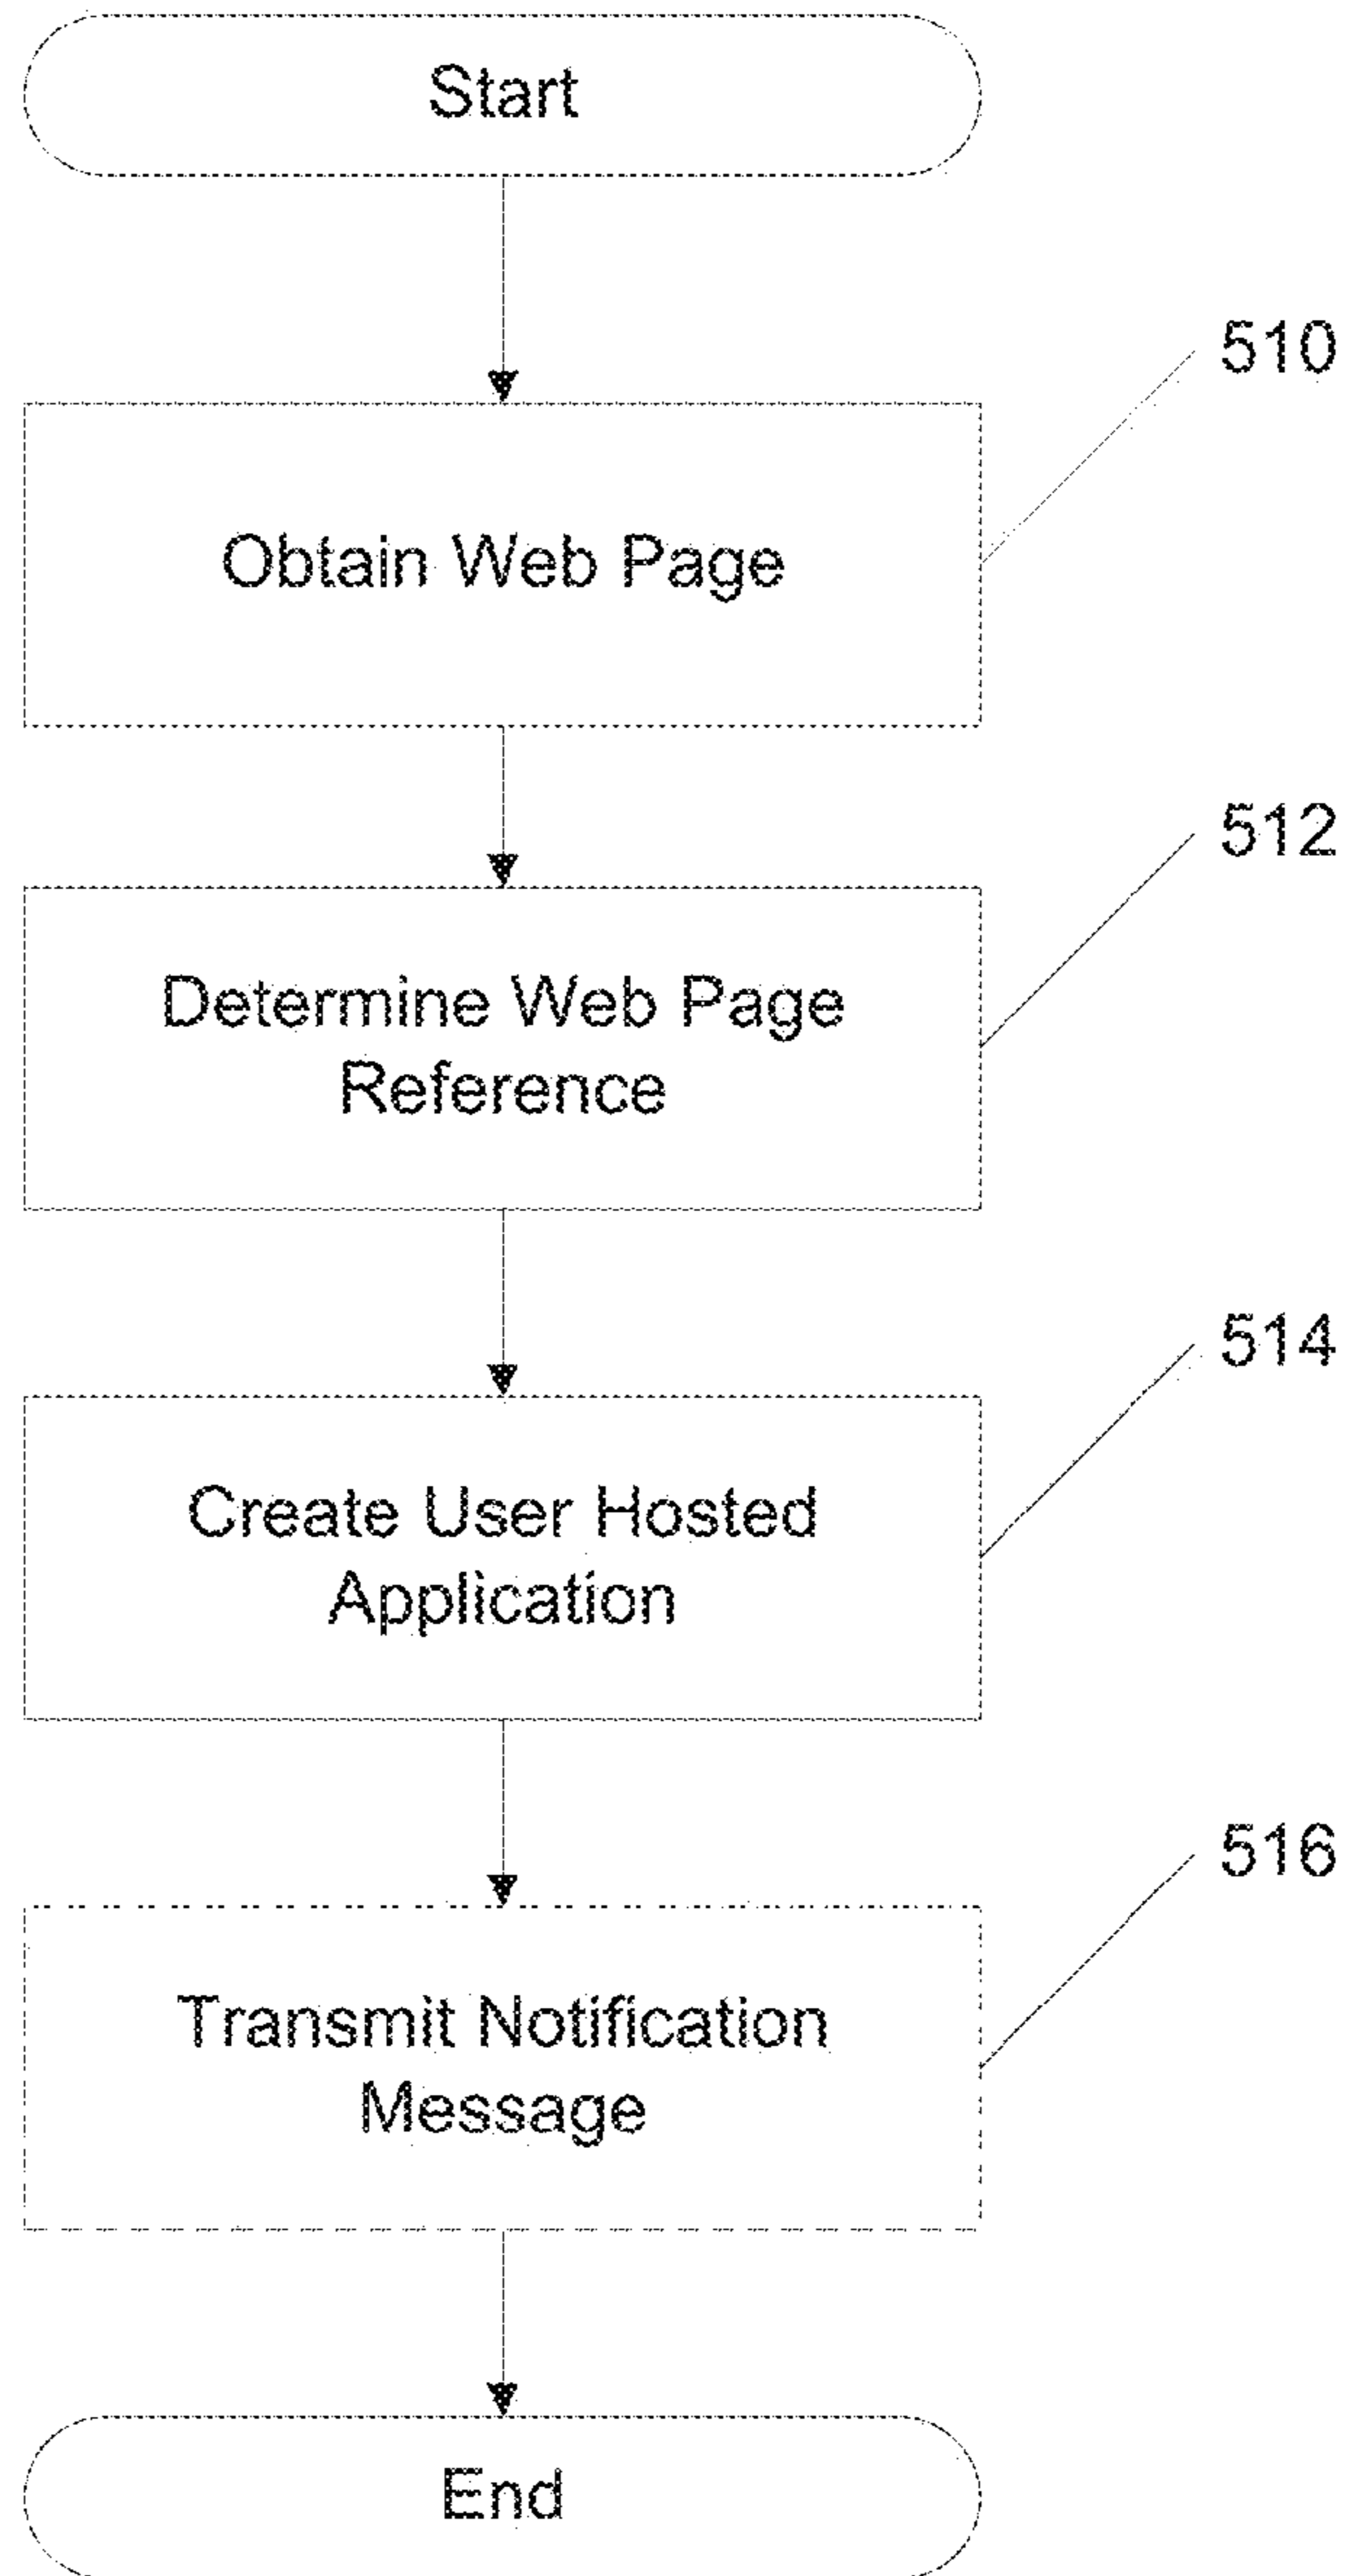 Start
510
Obtain Web Page
512
Determine Web Page
Reference
514
Create User Hosted
Application
516
Transmit Notification
Message
End